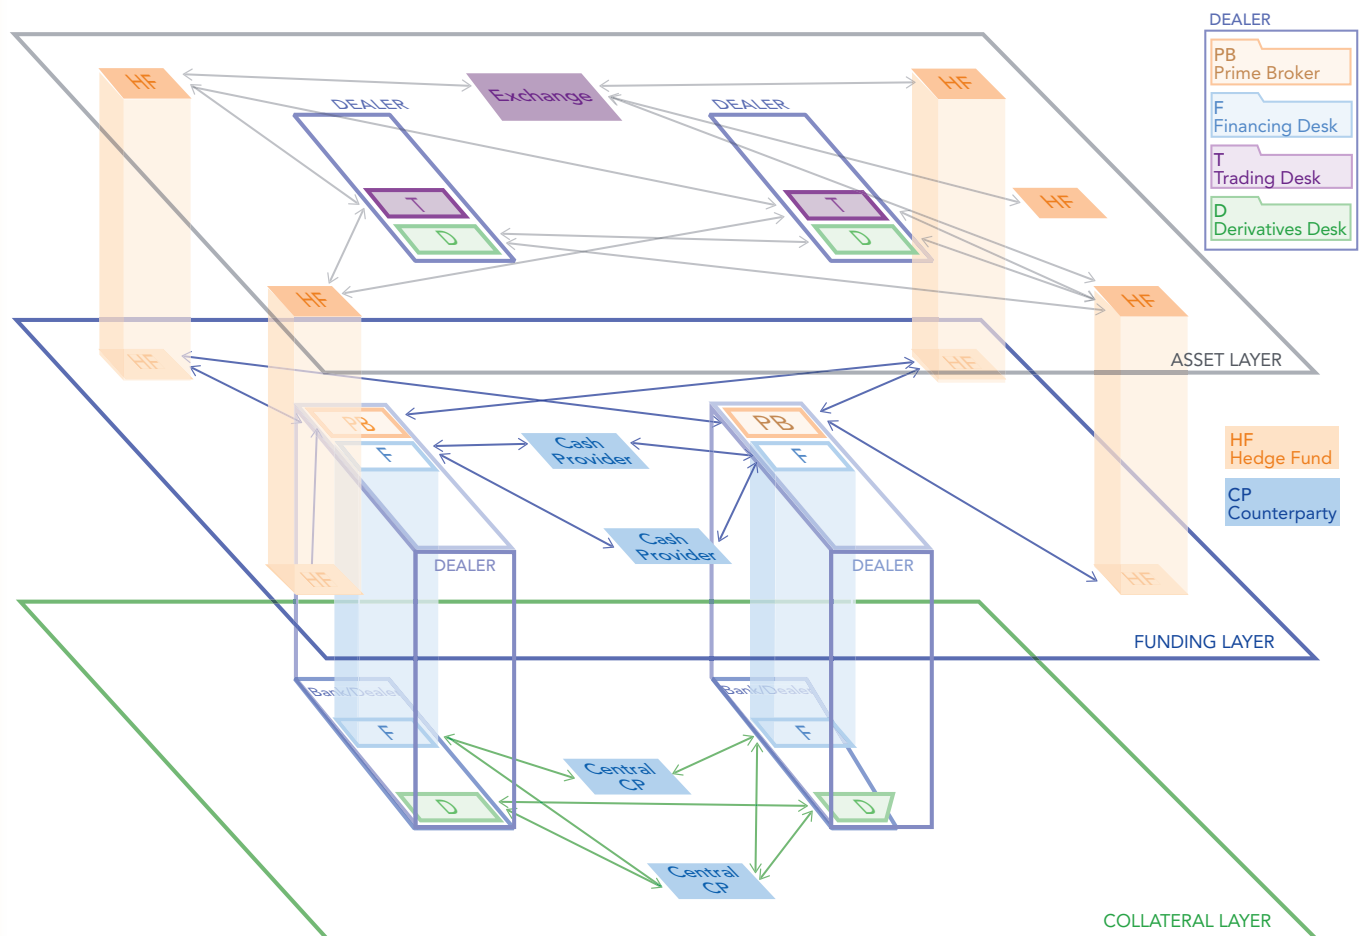 DEALER
PB
Prime Broker
F
Financing Desk
T
Trading Desk
D
Derivatives Desk
HF
Exchange
HF
DEALER
DEALER
HF
T
T
D
D
HF
HF
ASSET LAYER
HF
HF
PB
PB
F
F
Cash
Provider
HF
Hedge Fund
CP
Counterparty
Cash
Provider
DEALER
DEALER
HF
HF
FUNDING LAYER
Bank/Dealer
Bank/Dealer
F
F
Central
CP
D
D
Central
CP
COLLATERAL LAYER